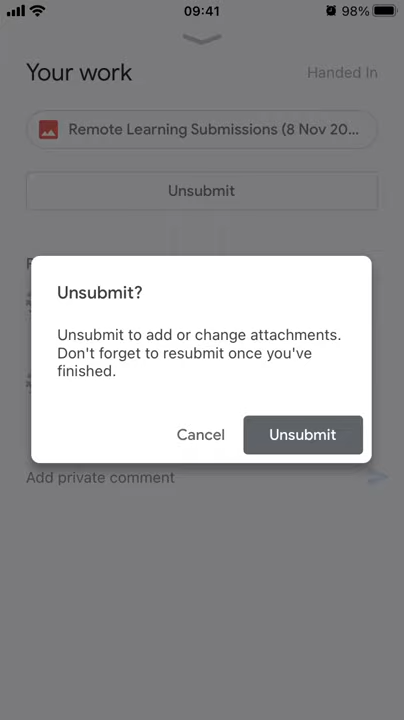 09:41
98%
Your work
Handed In
Remote Learning Submissions (8 Nov 20...
Unsubmit
Unsubmit?
Unsubmit to add or change attachments.
Don't forget to resubmit once you've
finished.
Cancel
Unsubmit
Add private comment